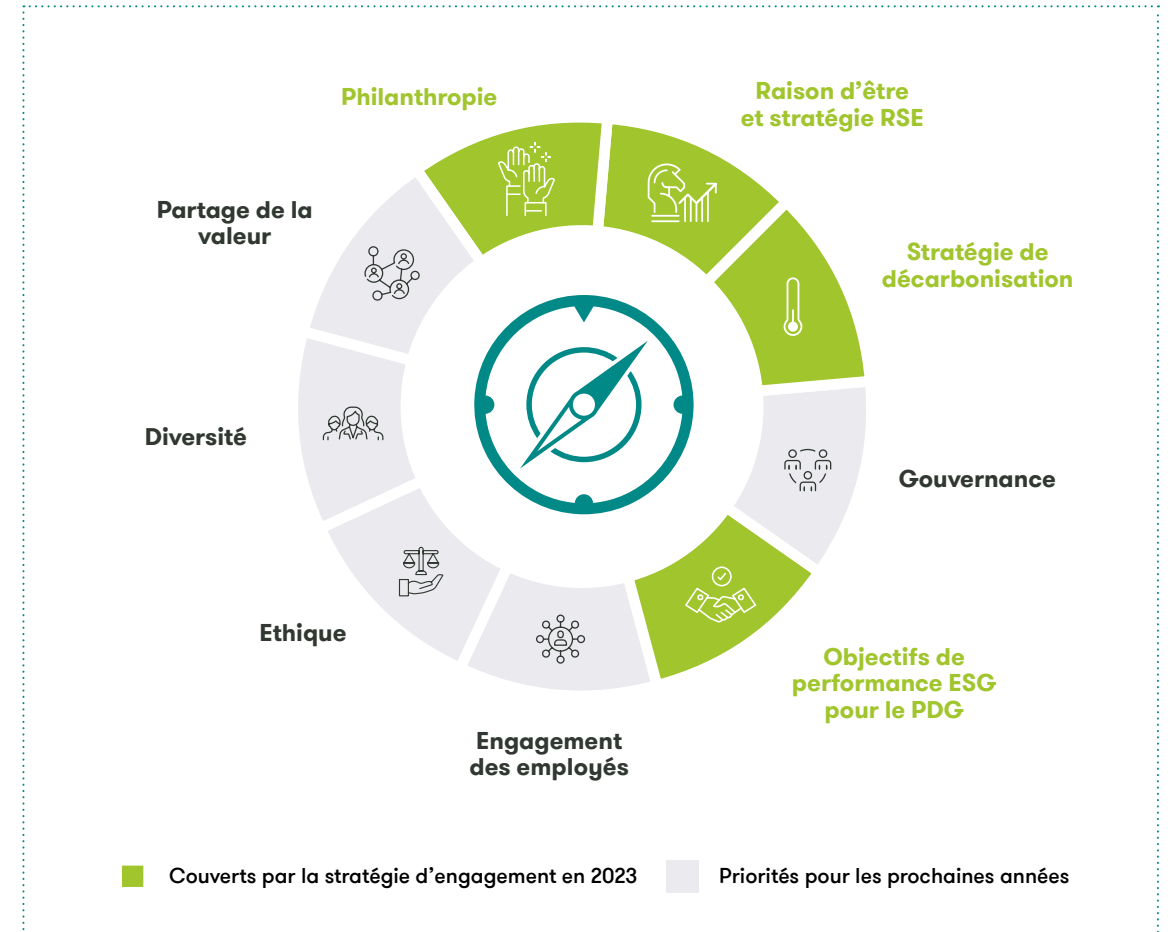 Philanthropie
Raison d’être
et stratégie RSE
Partage de la
valeur
Stratégie de
décarbonisation
Diversité
Gouvernance
Ethique
Objectifs de
performance ESG
pour le PDG
Engagement
des employés
Couverts par la stratégie d’engagement en 2023
Priorités pour les prochaines années